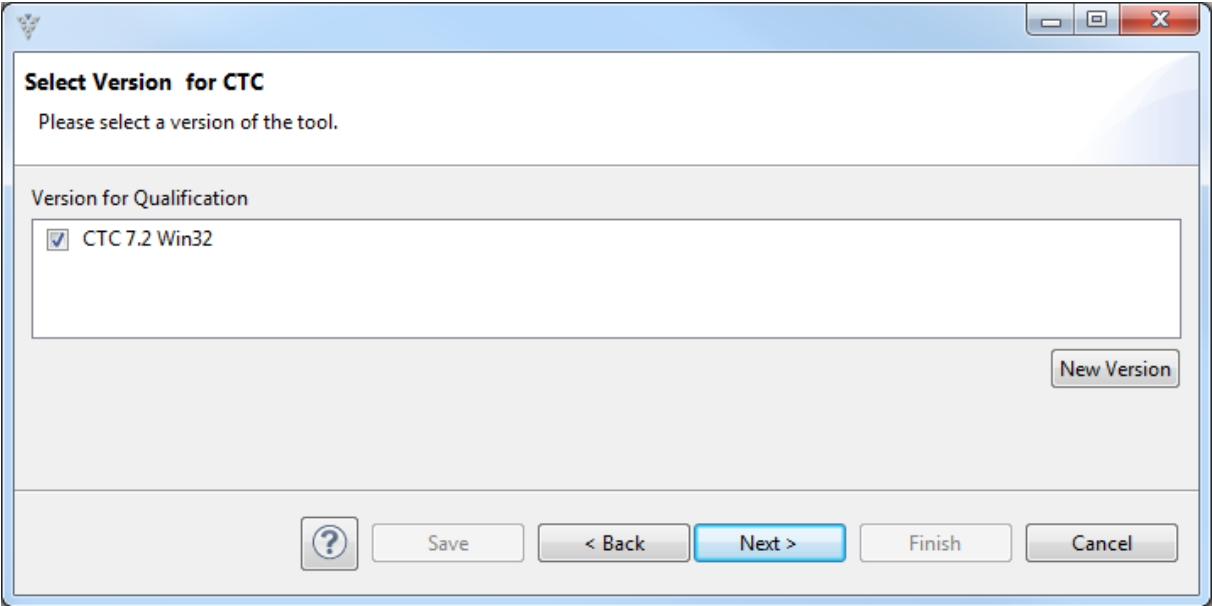 Select Version  for CTC
Please select a version of the tool.
Version for Qualification
CTC 7.2 Win32
New Version
? Save < Back Next > Finish Cancel